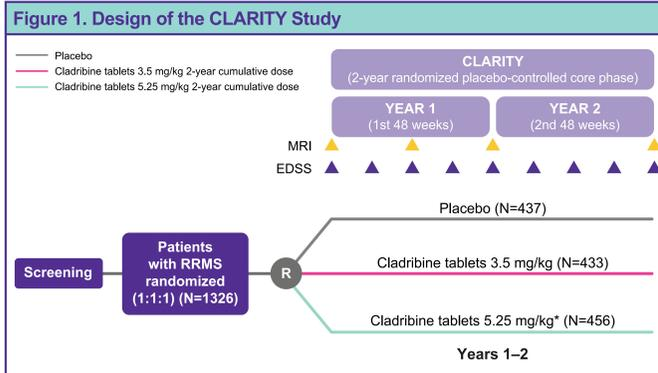 Figure 1. Design of the CLARITY Study
Placebo
Cladribine tablets 3.5 mg/kg 2-year cumulative dose
Cladribine tablets 5.25 mg/kg 2-year cumulative dose
CLARITY
(2-year randomized placebo-controlled core phase)
YEAR 1
(1st 48 weeks)
YEAR 2
(2nd 48 weeks)
MRI
EDSS
Placebo (N=437)
Screening
Patients
with RRMS
randomized
(1:1:1) (N=1326)
R
Cladribine tablets 3.5 mg/kg (N=433)
Cladribine tablets 5.25 mg/kg* (N=456)
Years 1–2